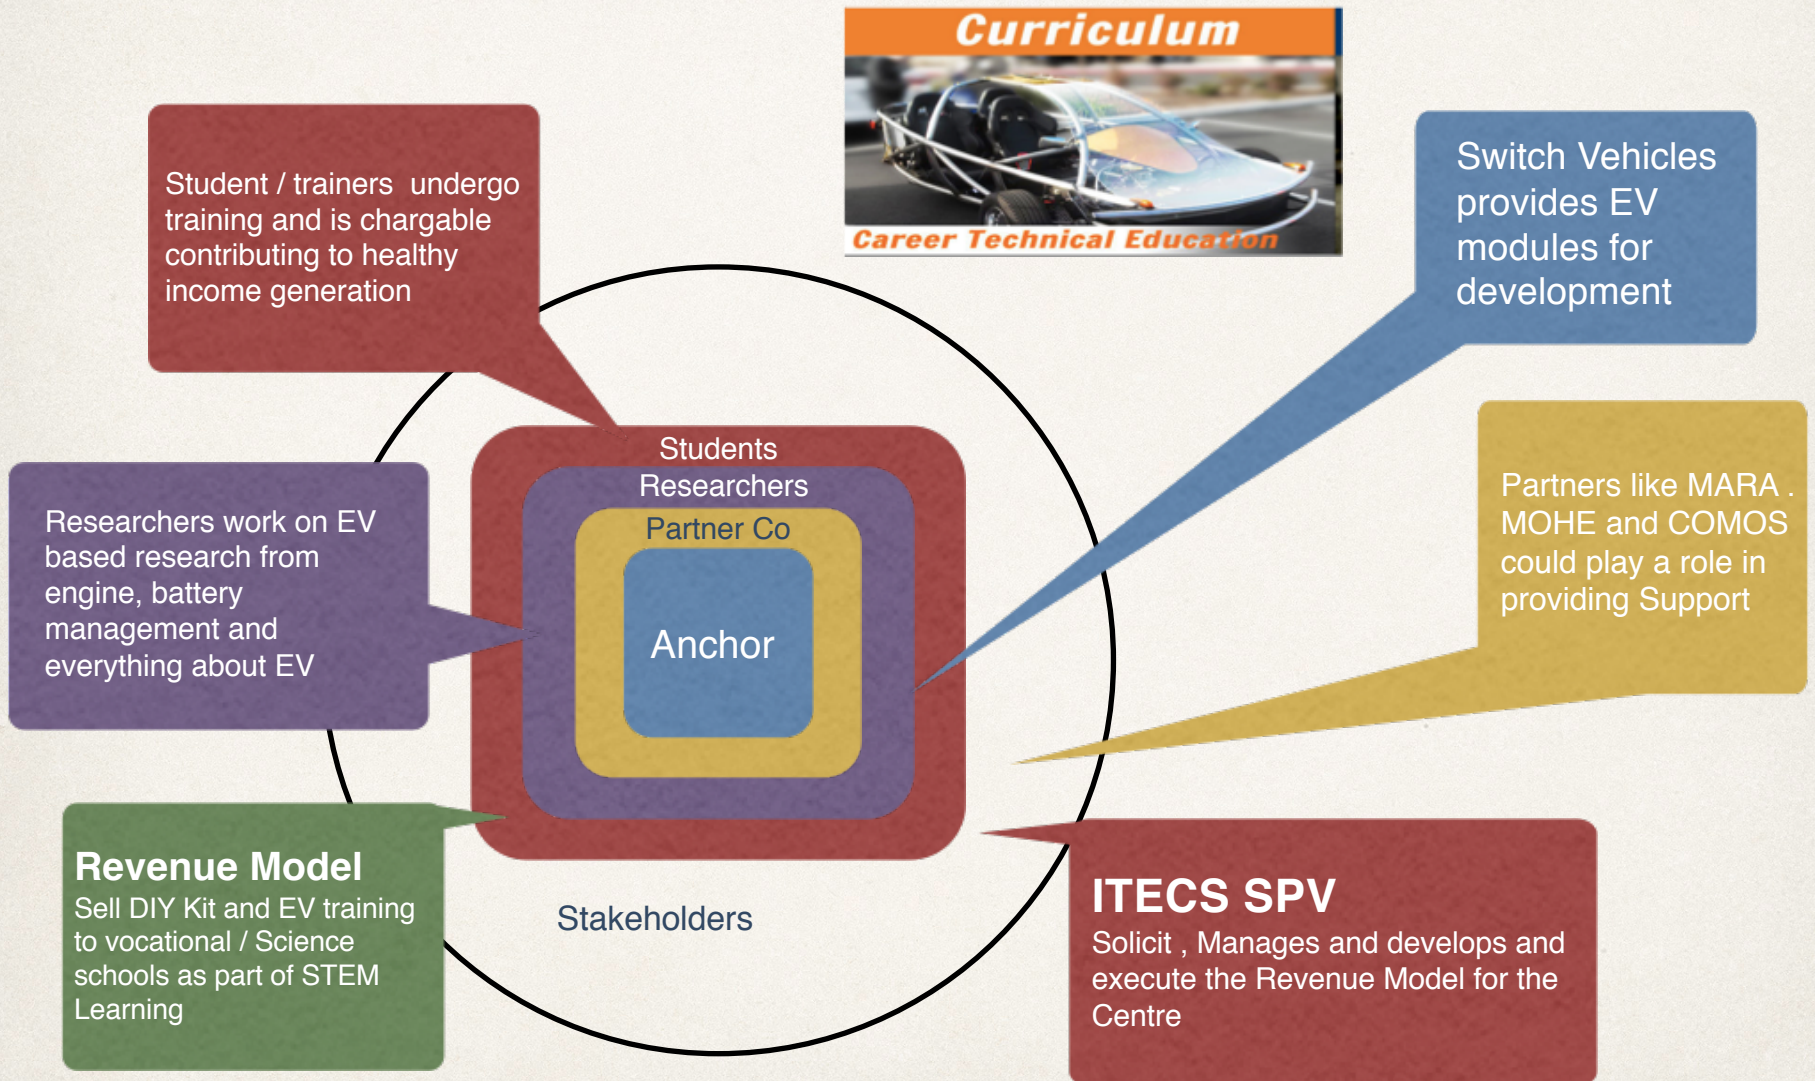 Curriculum
Career Technical Education
Student / trainers undergo
training and is chargable
contributing to healthy
income generation
Switch Vehicles
provides EV
modules for
development
Students
Researchers
Partner Co
Anchor
Researchers work on EV
based research from
engine, battery
management and
everything about EV
Partners like MARA .
MOHE and COMOS
could play a role in
providing Support
Revenue Model
Sell DIY Kit and EV training
to vocational / Science
schools as part of STEM
Learning
Stakeholders
ITECS SPV
Solicit , Manages and develops and
execute the Revenue Model for the
Centre